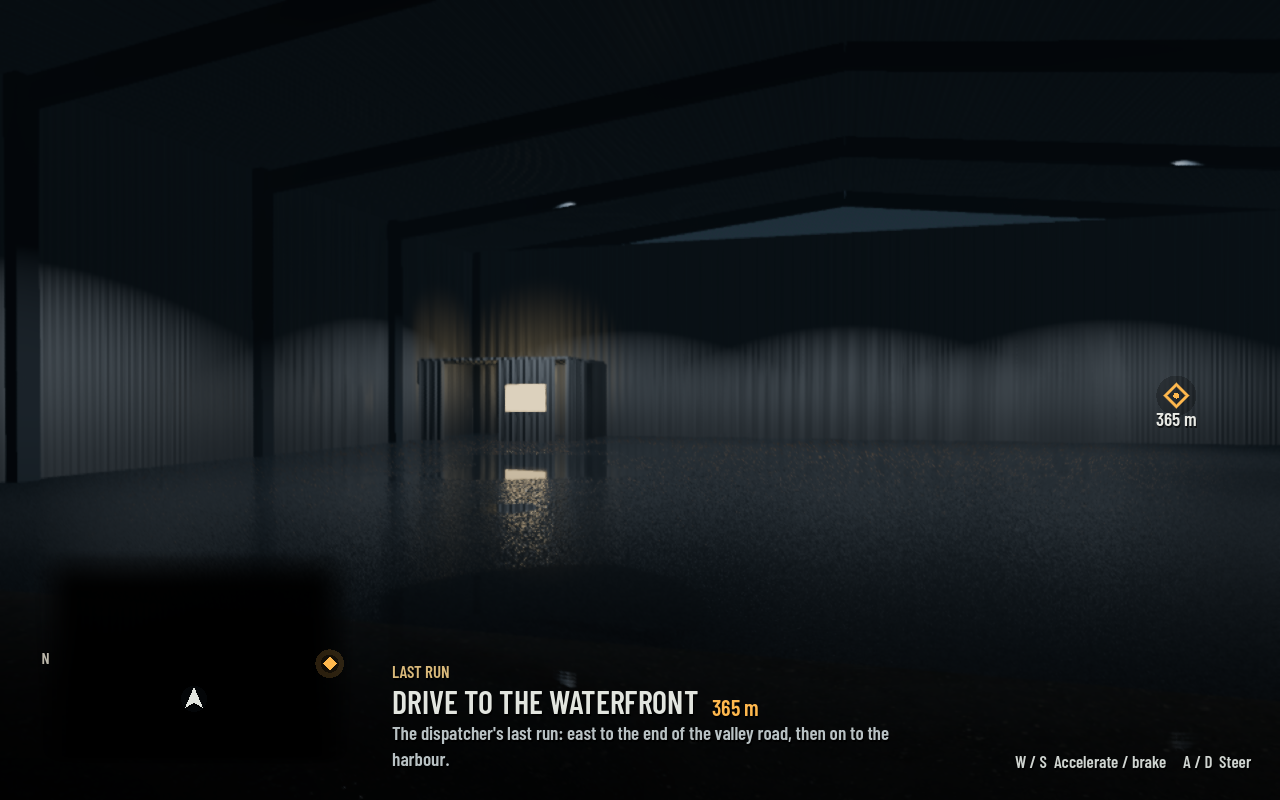 365 m
N
LAST RUN
DRIVE TO THE WATERFRONT 365 m
The dispatcher's last run: east to the end of the valley road, then on to the
harbour.
W / S Accelerate / brake A / D Steer